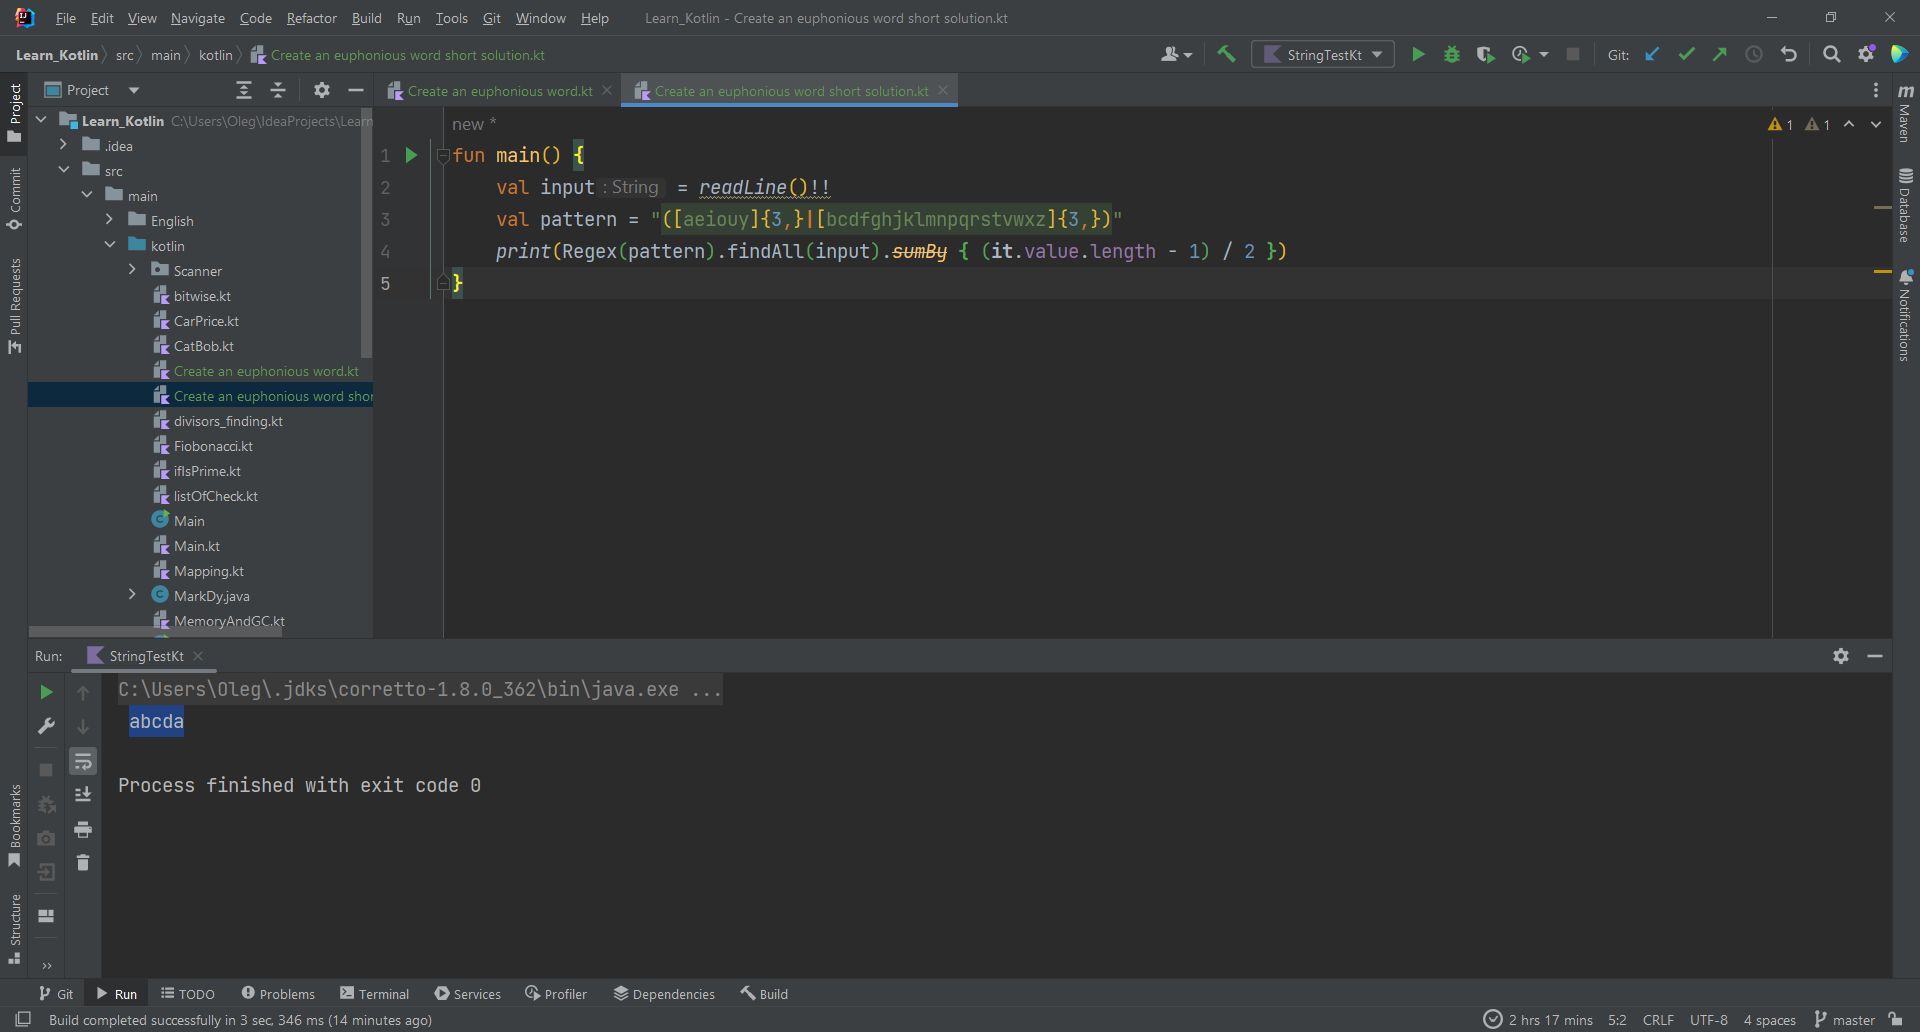 File Edit View Navigate Code Refactor Build Run Tools Git Window Help Learn_Kotlin - Create an euphonious word short solution.kt
Learn_Kotlin src main kotlin Create an euphonious word short solution.kt StringTestKt Git:
Project
Create an euphonious word.kt Create an euphonious word short solution.kt
Learn_Kotlin C:\Users\Oleg\IdeaProjects\Learn
.idea
src
main
English
kotlin
Scanner
bitwise.kt
CarPrice.kt
CatBob.kt
Create an euphonious word.kt
Create an euphonious word shor
divisors_finding.kt
Fiobonacci.kt
ifIsPrime.kt
listOfCheck.kt
Main
Main.kt
Mapping.kt
MarkDy.java
MemoryAndGC.kt
new *
1 1
1 fun main() {
2 val input : String = readLine()!!
3 val pattern = "([aeiouy]{3,}|[bcdfghjklmnpqrstvwxz]{3,})"
4 print(Regex(pattern).findAll(input).sumBy { (it.value.length - 1) / 2 })
5 }
Project
Commit
Pull Requests
Bookmarks
Structure
m Maven
Database
Notifications
Run: StringTestKt
C:\Users\Oleg\.jdks\corretto-1.8.0_362\bin\java.exe ...
abcda
Process finished with exit code 0
Git Run TODO Problems Terminal Services Profiler Dependencies Build
Build completed successfully in 3 sec, 346 ms (14 minutes ago) 2 hrs 17 mins 5:2 CRLF UTF-8 4 spaces master